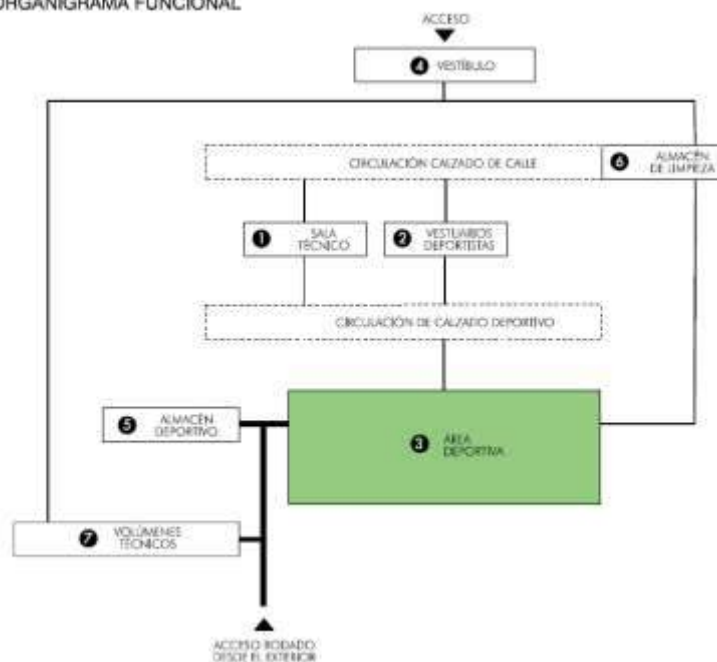 ORGANIGRAMA FUNCIONAL
ACCESO
4 VESTÍBULO
CIRCULACIÓN CALZADO DE CALLE
6 ALMACÉN
DE LIMPIEZA
1 SALA
TÉCNICO
2 VESTUARIOS
DEPORTISTAS
CIRCULACIÓN DE CALZADO DEPORTIVO
5 ALMACÉN
DEPORTIVO
3 ÁREA
DEPORTIVA
7 VOLÚMENES
TÉCNICOS
ACCESO RODADO
DESDE EL EXTERIOR